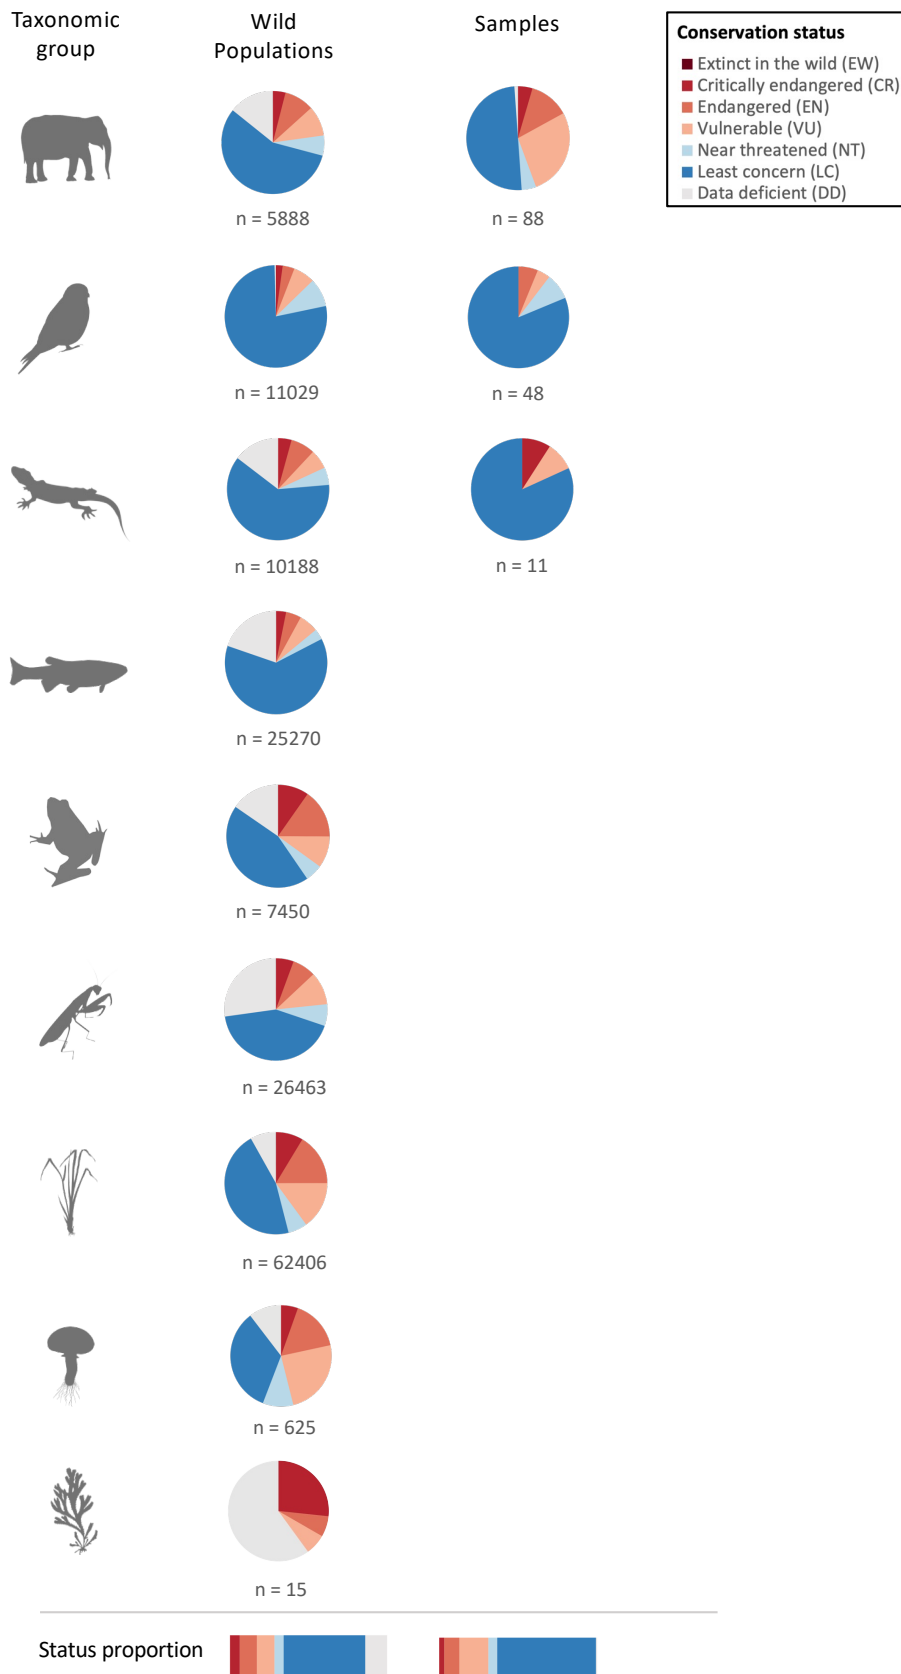 Taxonomic
group
Wild
Populations
Samples
Conservation status
Extinct in the wild (EW)
Critically endangered (CR)
Endangered (EN)
Vulnerable (VU)
Near threatened (NT)
Least concern (LC)
Data deficient (DD)
n = 5888
n = 88
n = 11029
n = 48
n = 10188
n = 11
n = 25270
n = 7450
n = 26463
n = 62406
n = 625
n = 15
Status proportion